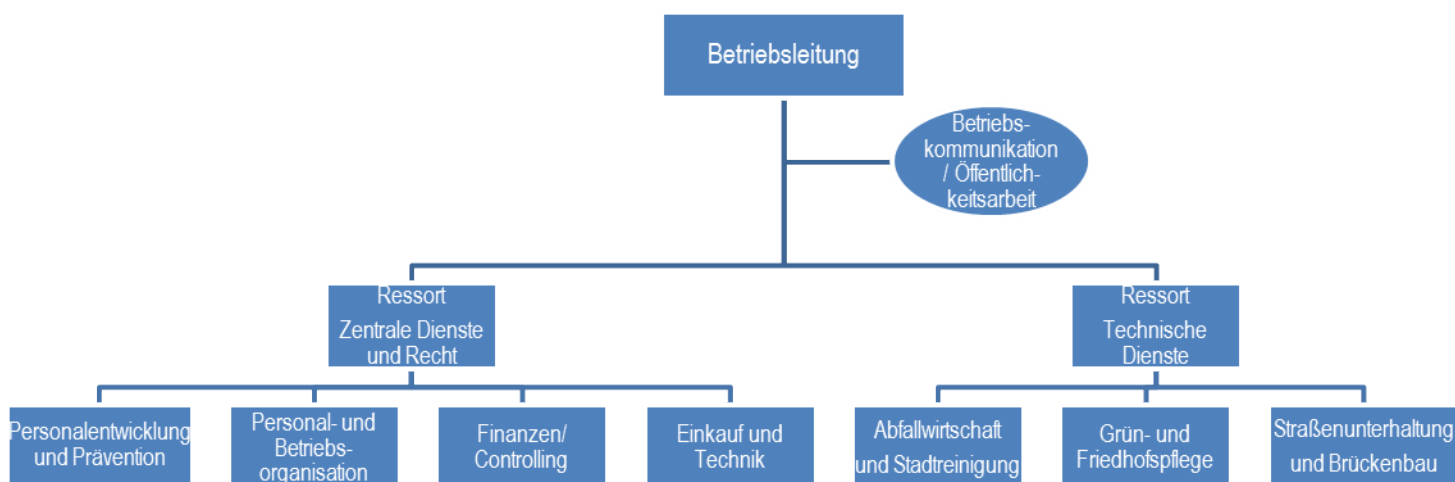 Betriebsleitung
Betriebs-
kommunikation
/ Öffentlich-
keitsarbeit
Ressort
Zentrale Dienste
und Recht
Ressort
Technische
Dienste
Personalentwicklung
und Prävention
Personal- und
Betriebs-
organisation
Finanzen/
Controlling
Einkauf und
Technik
Abfallwirtschaft
und Stadtreinigung
Grün- und
Friedhofspflege
Straßenunterhaltung
und Brückenbau